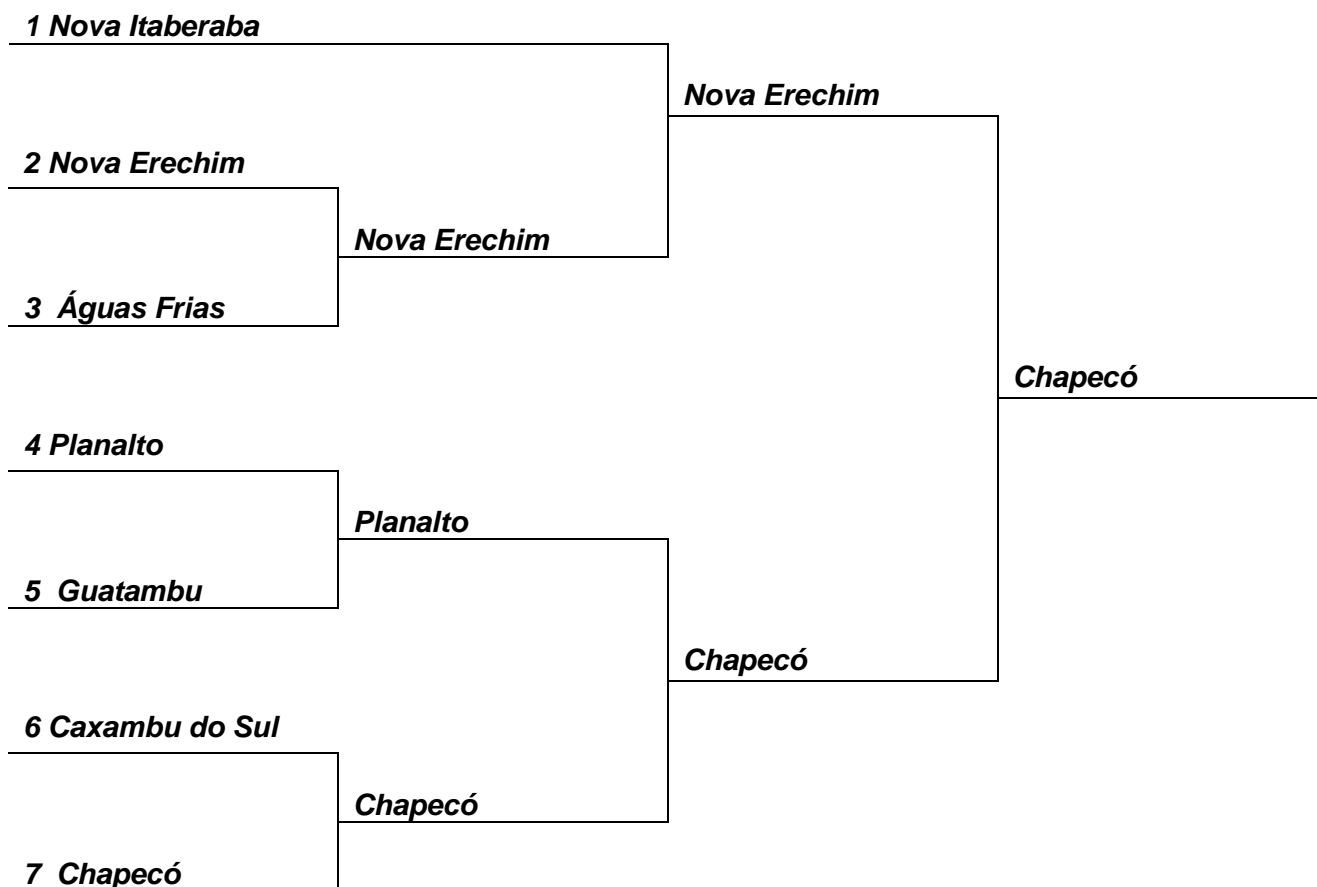 1 Nova Itaberaba
Nova Erechim
2 Nova Erechim
Nova Erechim
3 Águas Frias
Chapecó
4 Planalto
Planalto
5 Guatambu
Chapecó
6 Caxambu do Sul
Chapecó
7 Chapecó